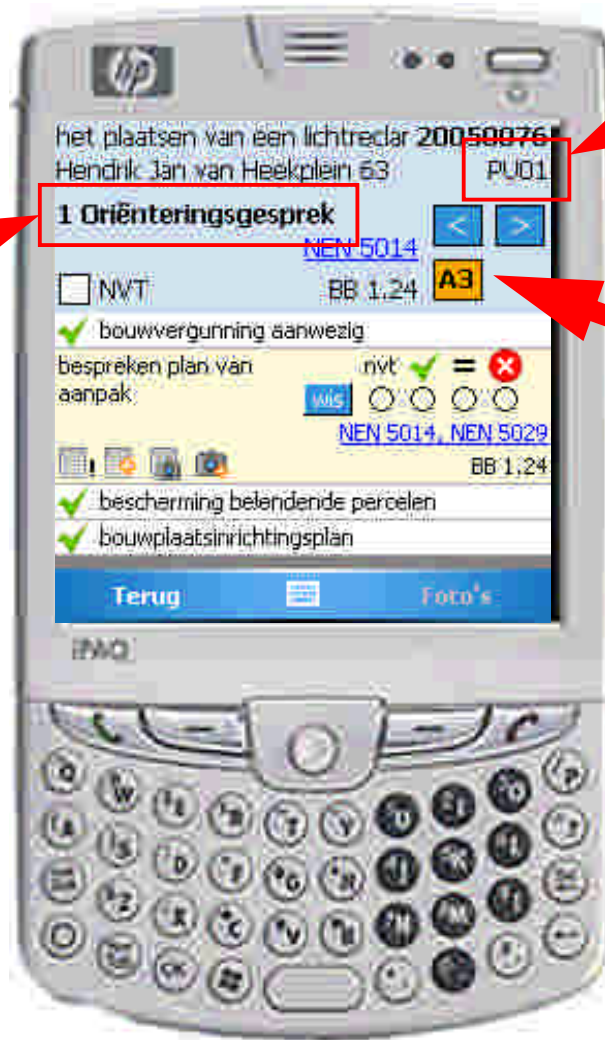 hp
het plaatsen van een lichtreclar 20050076
Hendrik Jan van Heekplein 63 PU01
1 Oriënteringsgesprek < >
NEN 5014
NVT BB 1.24 A3
bouwvergunning aanwezig
bespreken plan van nvt =
aanpak wis
NEN 5014, NEN 5029
BB 1.24
bescherming belendende percelen
bouwplaatsinrichtingsplan
Terug Foto's
iPAQ
Q W E R T Y P
A S D F G H
Z X C V B
OK